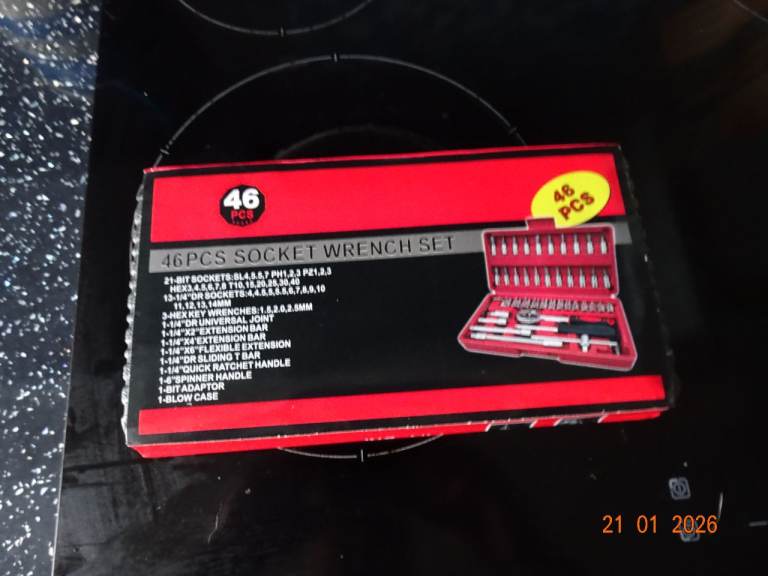 46
PCS
46
PCS
46PCS SOCKET WRENCH SET
21-BIT SOCKETS:SL4,5.5,7 PH1,2,3 PZ1,2,3
HEX3,4,5,6,7,8 T10,15,20,25,30,40
13-1/4"DR SOCKETS:4,4.5,5,5.5,6,7,8,9,10
11,12,13,14MM
3-HEX KEY WRENCHES:1.5,2.0,2.5MM
1-1/4"DR UNIVERSAL JOINT
1-1/4"X2"EXTENSION BAR
1-1/4"X4'EXTENSION BAR
1-1/4"X6"FLEXIBLE EXTENSION
1-1/4"DR SLIDING T BAR
1-1/4"QUICK RATCHET HANDLE
1-6"SPINNER HANDLE
1-BIT ADAPTOR
1-BLOW CASE
21 01 2026